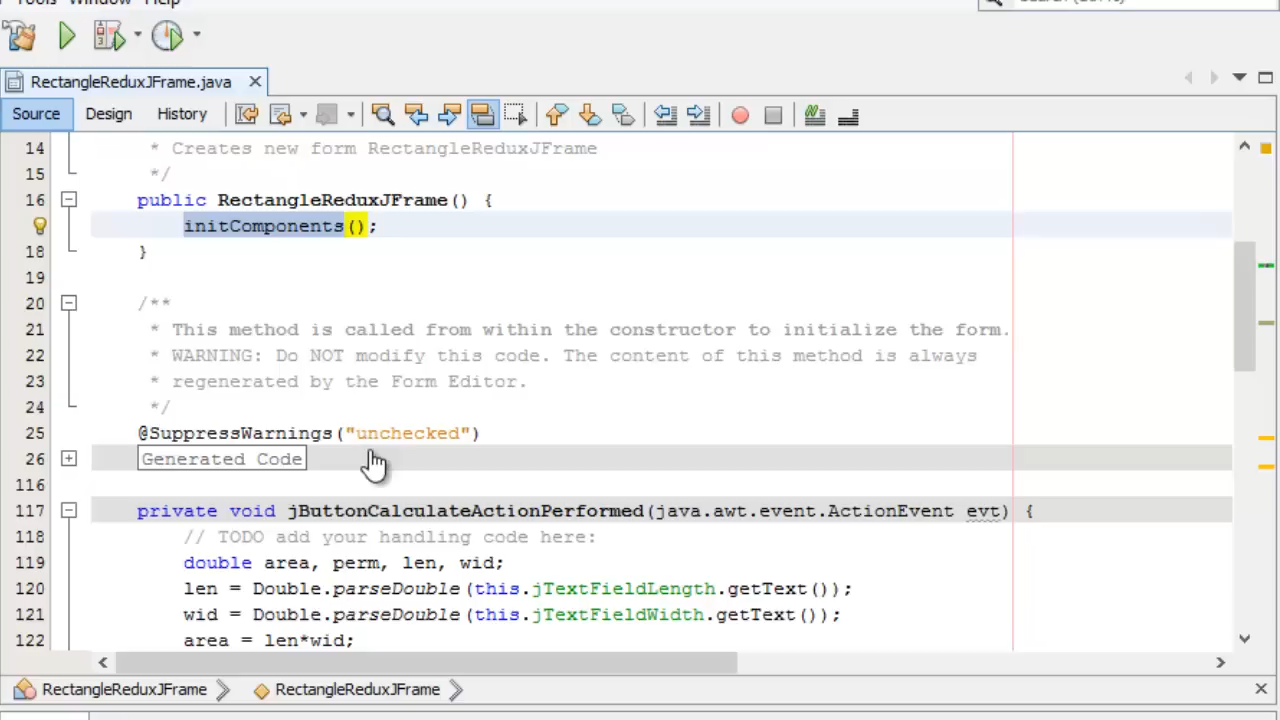 Tools Window Help
RectangleReduxJFrame.java
Source Design History
14 * Creates new form RectangleReduxJFrame
15 */
16 public RectangleReduxJFrame() {
initComponents();
18 }
19
20 /**
21 * This method is called from within the constructor to initialize the form.
22 * WARNING: Do NOT modify this code. The content of this method is always
23 * regenerated by the Form Editor.
24 */
25 @SuppressWarnings("unchecked")
26 Generated Code
116
117 private void jButtonCalculateActionPerformed(java.awt.event.ActionEvent evt) {
118 // TODO add your handling code here:
119 double area, perm, len, wid;
120 len = Double.parseDouble(this.jTextFieldLength.getText());
121 wid = Double.parseDouble(this.jTextFieldWidth.getText());
122 area = len*wid;
RectangleReduxJFrame RectangleReduxJFrame